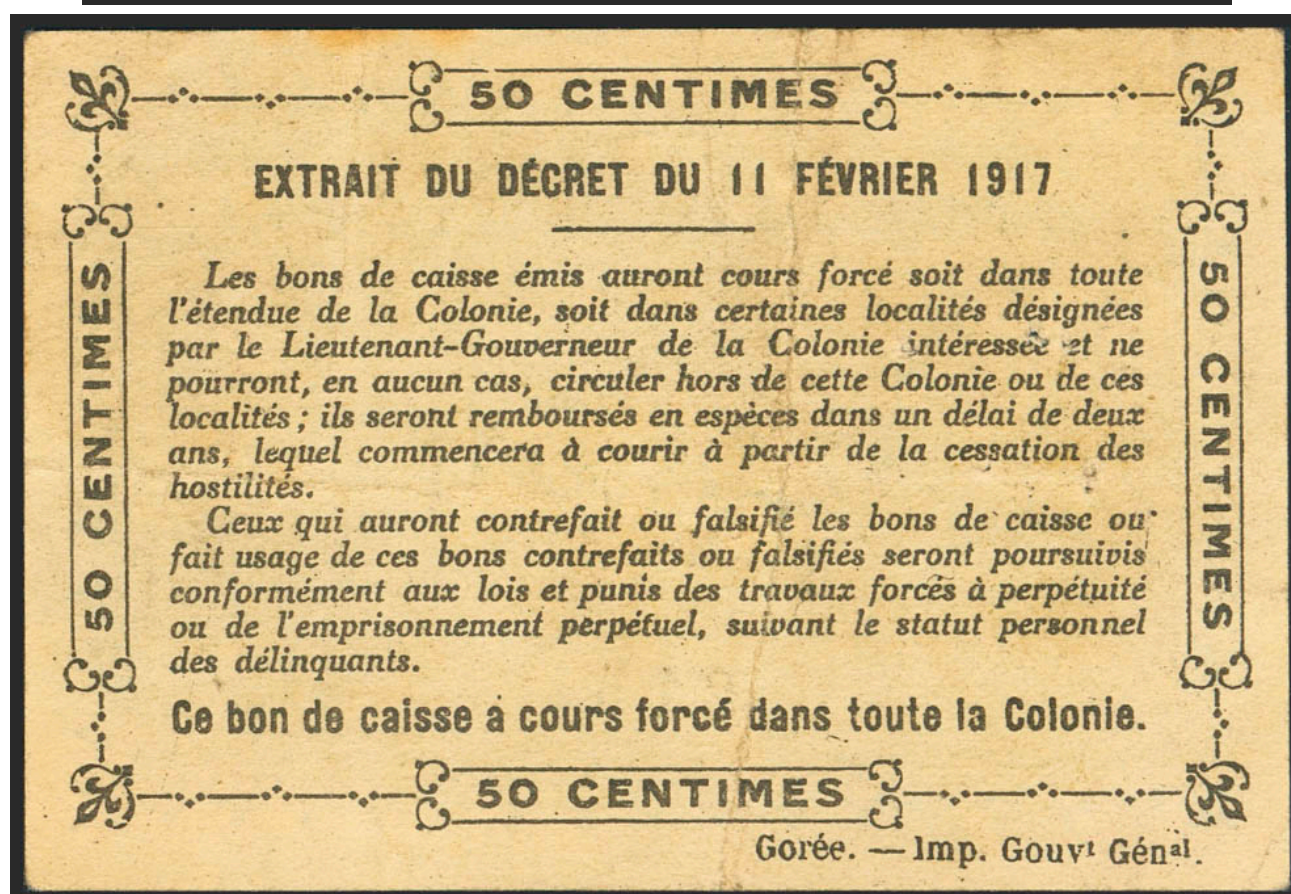 50 CENTIMES
EXTRAIT DU DÉCRET DU 11 FÉVRIER 1917
Les bons de caisse émis auront cours forcé soit dans toute
l'étendue de la Colonie, soit dans certaines localités désignées
par le Lieutenant-Gouverneur de la Colonie intéressée et ne
pourront, en aucun cas, circuler hors de cette Colonie ou de ces
localités ; ils seront remboursés en espèces dans un délai de deux
ans, lequel commencera à courir à partir de la cessation des
hostilités.
Ceux qui auront contrefait ou falsifié les bons de caisse ou
fait usage de ces bons contrefaits ou falsifiés seront poursuivis
conformément aux lois et punis des travaux forcés à perpétuité
ou de l'emprisonnement perpétuel, suivant le statut personnel
des délinquants.
Ce bon de caisse a cours forcé dans toute la Colonie.
50 CENTIMES
50 CENTIMES
50 CENTIMES
Gorée. — Imp. Gouvt Génal.